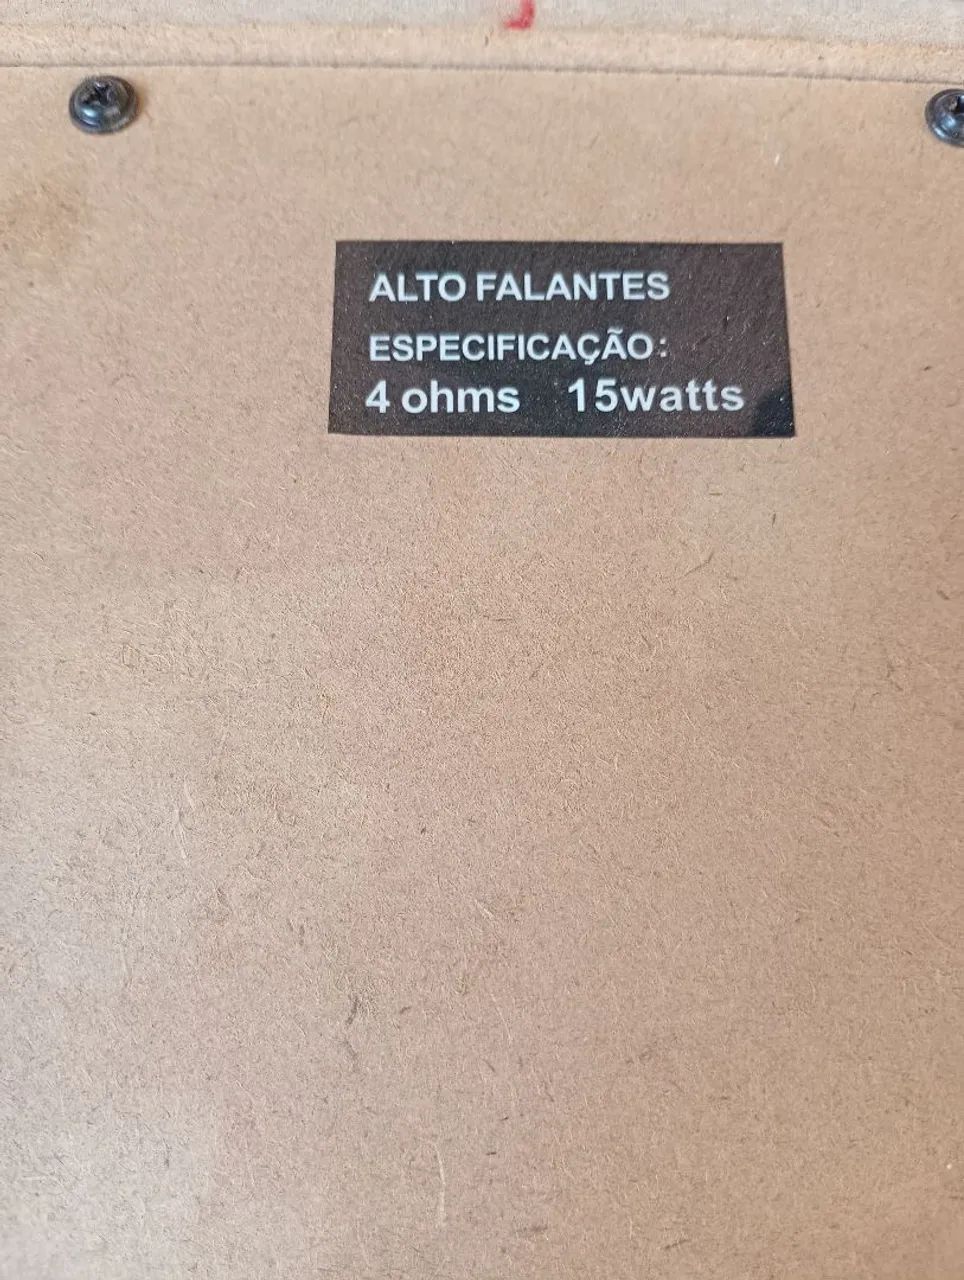 ALTO FALANTES
ESPECIFICAÇÃO:
4 ohms 15watts